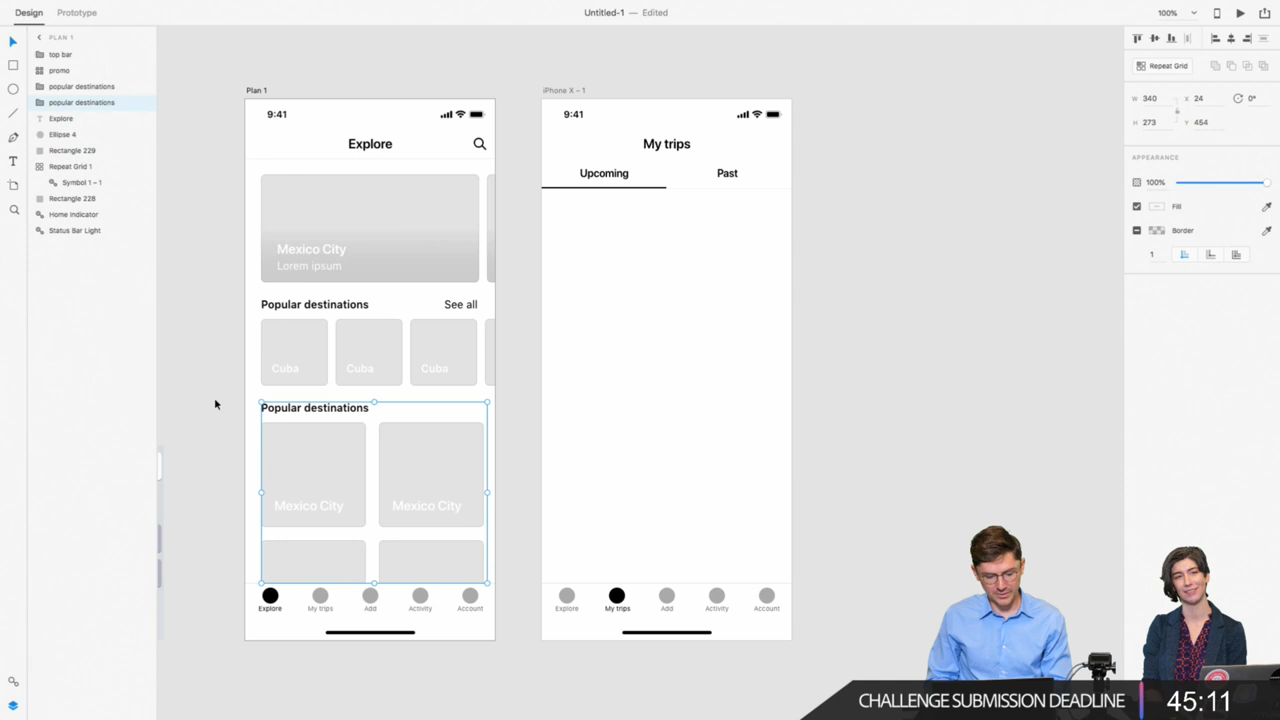 Design
Prototype
Untitled-1 — Edited
100%
PLAN 1
top bar
promo
popular destinations
popular destinations
Explore
Ellipse 4
Rectangle 229
Repeat Grid 1
Symbol 1 – 1
Rectangle 228
Home Indicator
Status Bar Light
Plan 1
9:41
Explore
Mexico City
Lorem ipsum
Popular destinations
See all
Cuba
Cuba
Cuba
Popular destinations
Mexico City
Mexico City
Explore
My trips
Add
Activity
Account
iPhone X – 1
9:41
My trips
Upcoming
Past
Explore
My trips
Add
Activity
Account
Repeat Grid
W 340
X 24
0°
H 273
Y 454
APPEARANCE
100%
Fill
Border
1
CHALLENGE SUBMISSION DEADLINE
45:11